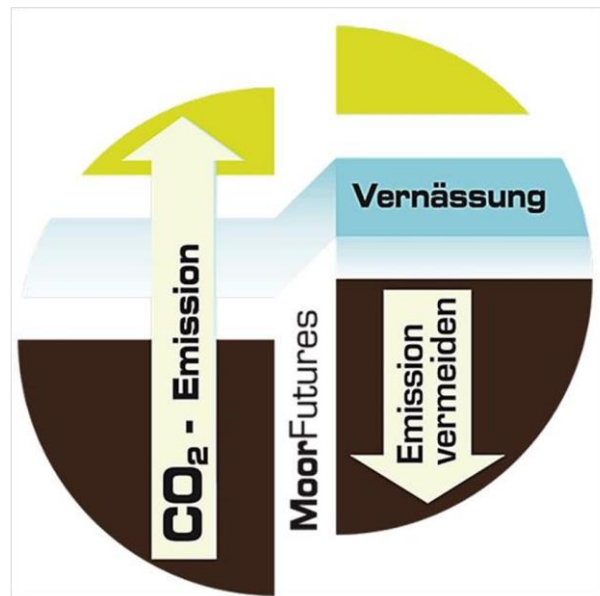 CO₂ - Emission
MoorFutures
Vernässung
Emission
vermeiden